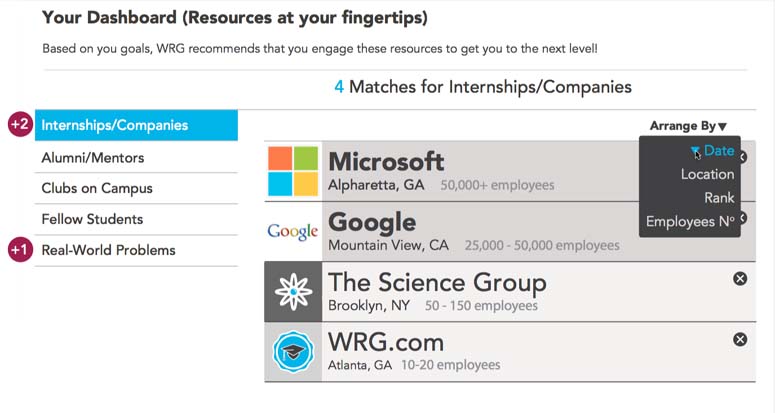 Your Dashboard (Resources at your fingertips)
Based on you goals, WRG recommends that you engage these resources to get you to the next level!
4 Matches for Internships/Companies
+2 Internships/Companies
Alumni/Mentors
Clubs on Campus
Fellow Students
+1 Real-World Problems
Arrange By
Date
Location
Rank
Employees Nº
Microsoft
Alpharetta, GA 50,000+ employees
Google
Google
Mountain View, CA 25,000 - 50,000 employees
The Science Group
Brooklyn, NY 50 - 150 employees
WRG.com
Atlanta, GA 10-20 employees